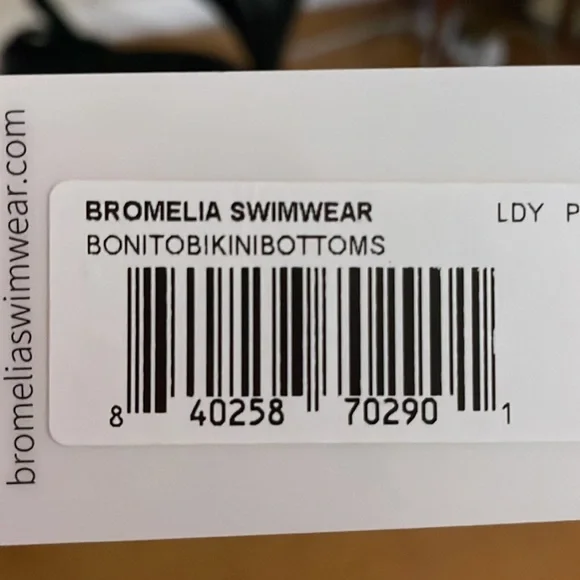 bromeliaswimwear.com
BROMELIA SWIMWEAR LDY P
BONITOBIKINIBOTTOMS
8 40258 70290 1